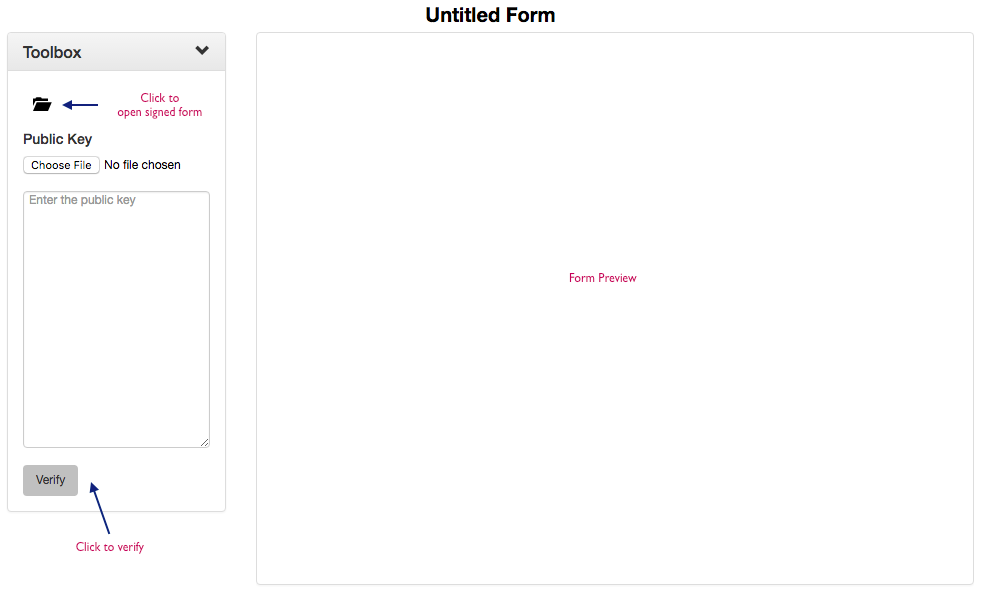 Untitled Form
Toolbox
Click to
open signed form
Public Key
Choose File No file chosen
Enter the public key
Form Preview
Verify
Click to verify